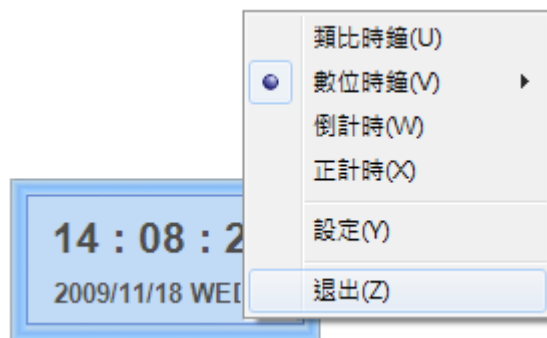 類比時鐘(U)
數位時鐘(V)
倒計時(W)
正計時(X)
設定(Y)
退出(Z)
14 : 08 : 2
2009/11/18 WED